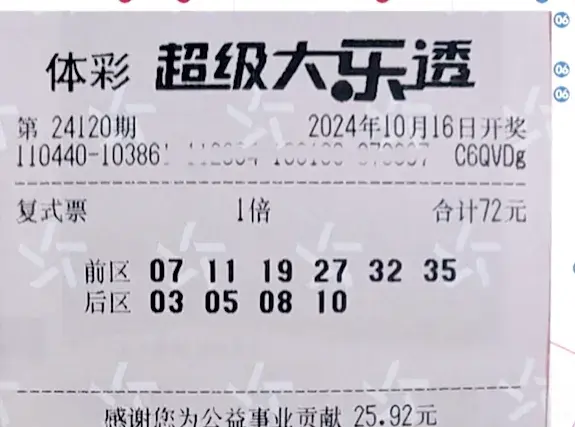 体彩 超级大乐透
第 24120期 2024年10月16日开奖
110440-10386 C6QVDg
复式票 1倍 合计72元
前区 07 11 19 27 32 35
后区 03 05 08 10
感谢您为公益事业贡献 25.92元
06
06
06